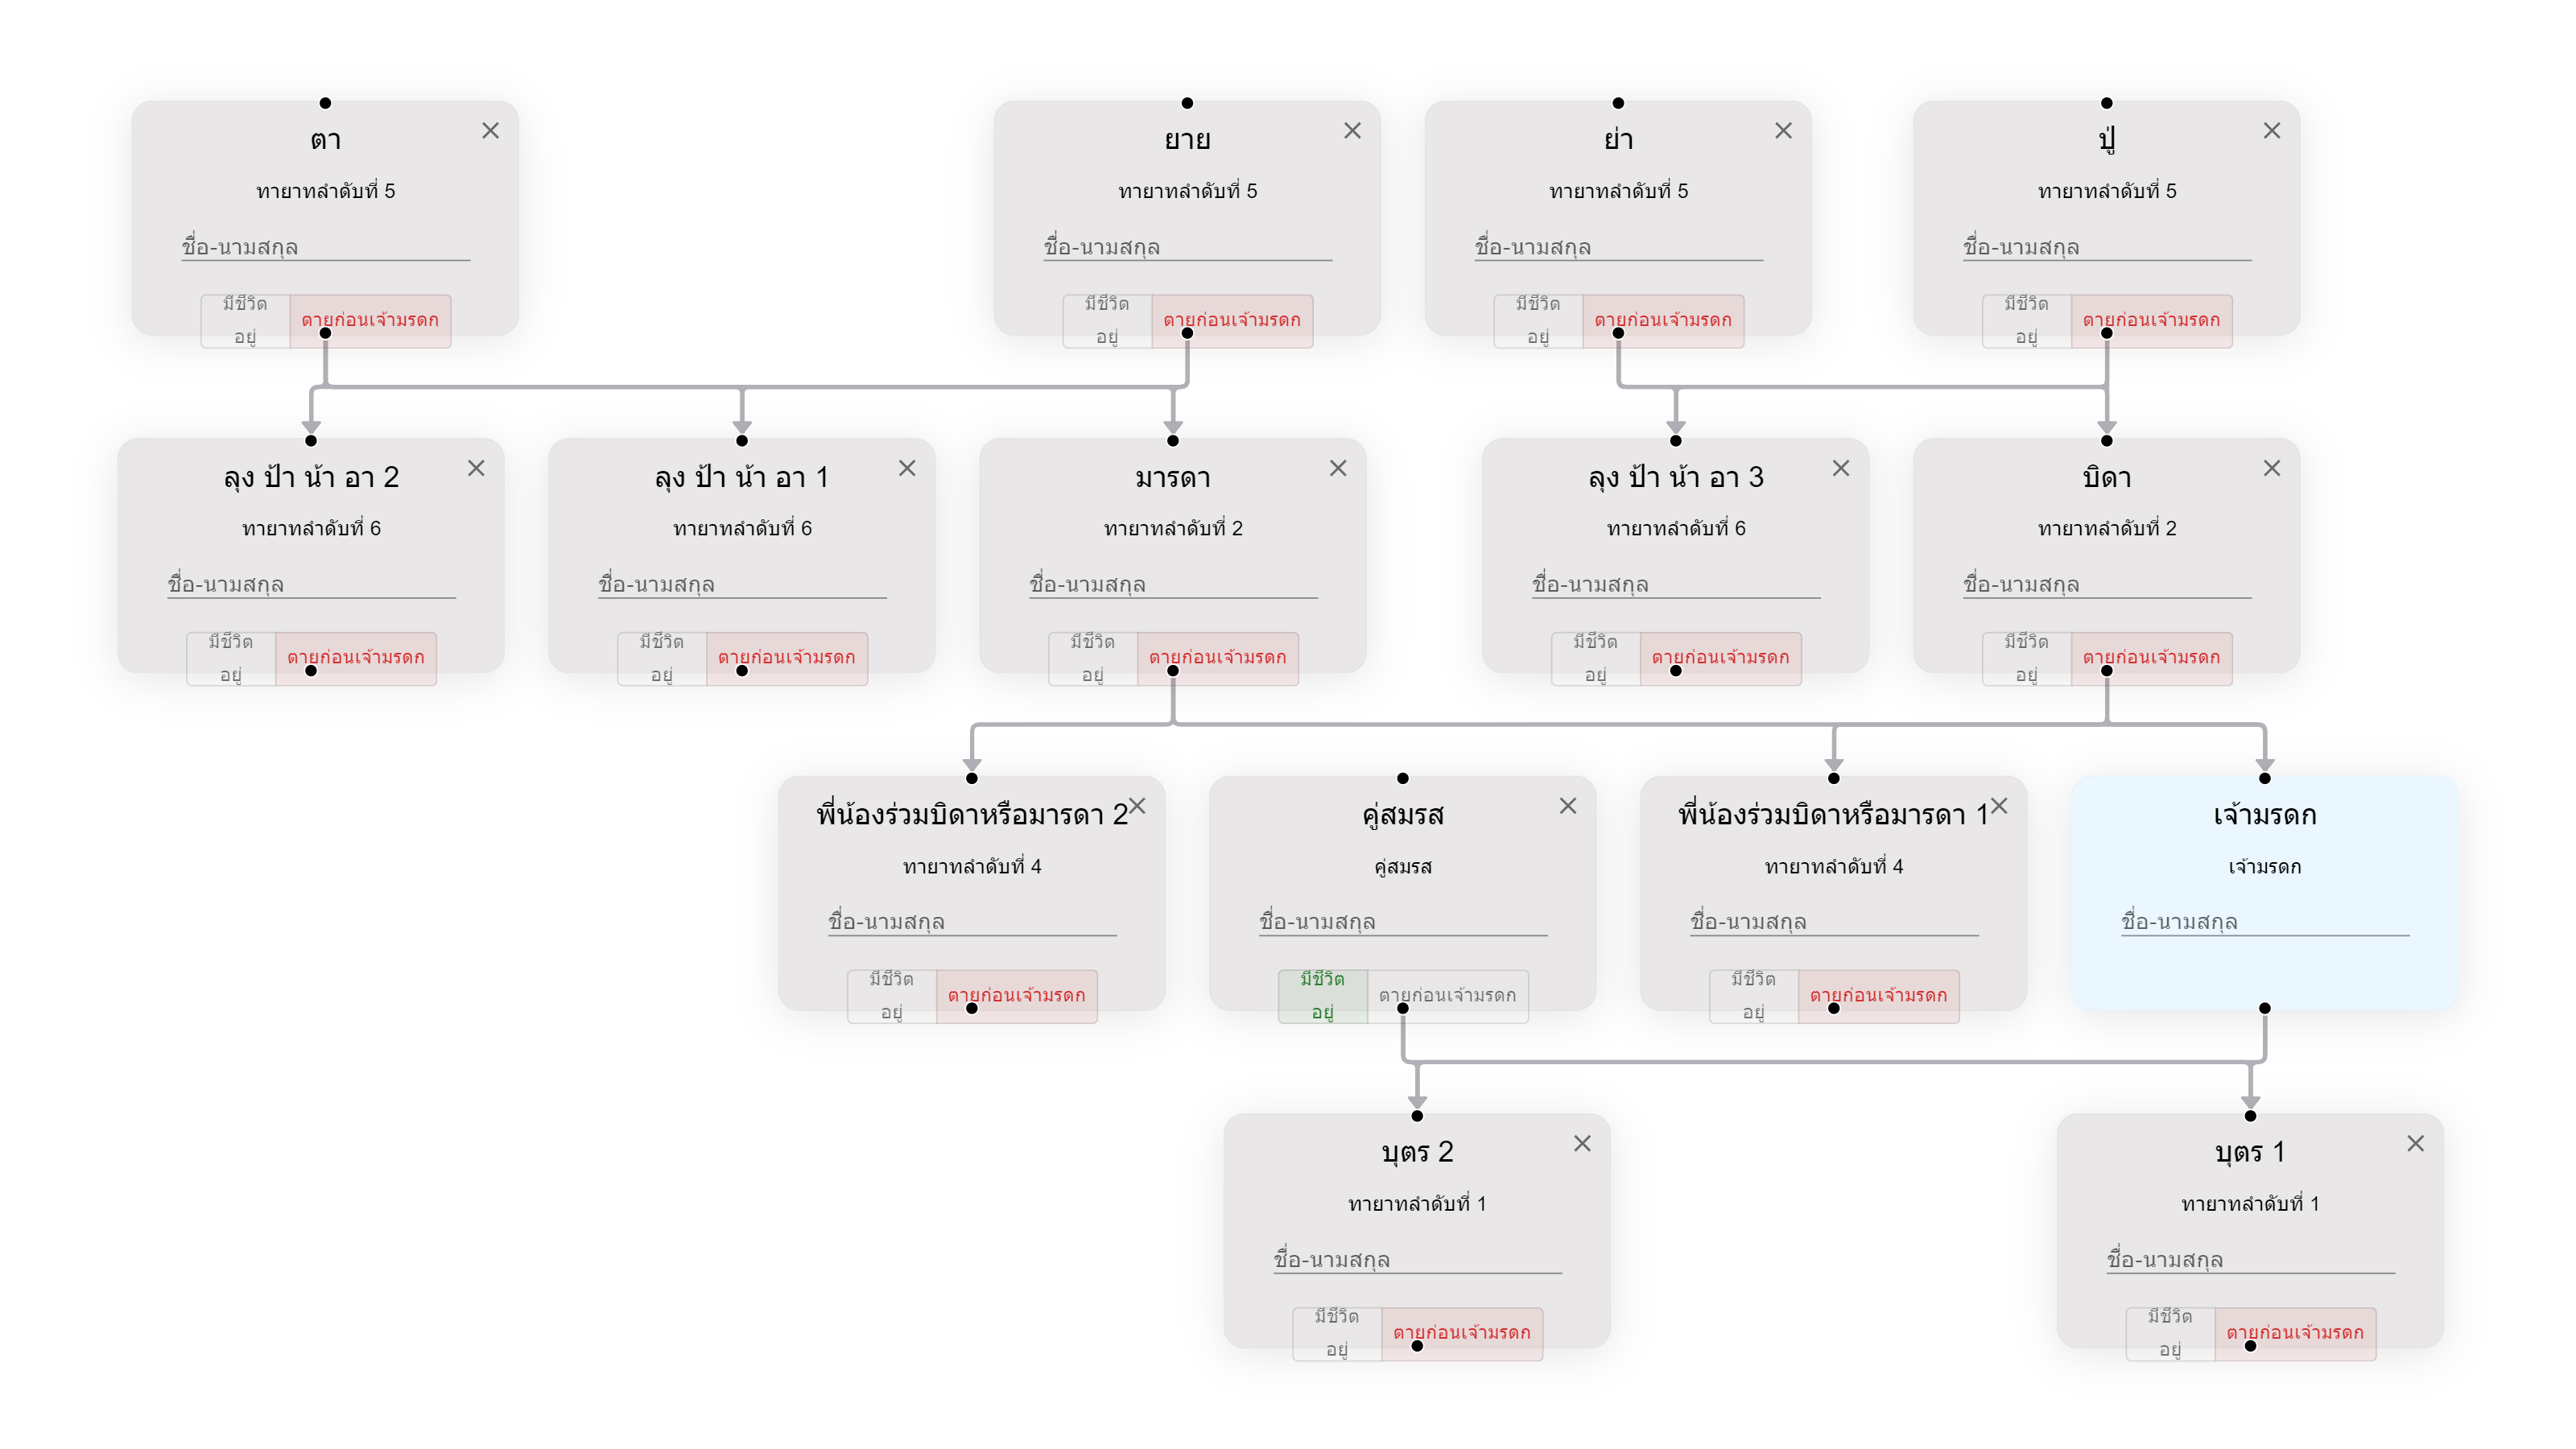 ตา
ทายาทลำดับที่ 5
ชื่อ-นามสกุล
มีชีวิต
อยู่
ตายก่อนเจ้ามรดก
ยาย
ทายาทลำดับที่ 5
ชื่อ-นามสกุล
มีชีวิต
อยู่
ตายก่อนเจ้ามรดก
ย่า
ทายาทลำดับที่ 5
ชื่อ-นามสกุล
มีชีวิต
อยู่
ตายก่อนเจ้ามรดก
ปู่
ทายาทลำดับที่ 5
ชื่อ-นามสกุล
มีชีวิต
อยู่
ตายก่อนเจ้ามรดก
ลุง ป้า น้า อา 2
ทายาทลำดับที่ 6
ชื่อ-นามสกุล
มีชีวิต
อยู่
ตายก่อนเจ้ามรดก
ลุง ป้า น้า อา 1
ทายาทลำดับที่ 6
ชื่อ-นามสกุล
มีชีวิต
อยู่
ตายก่อนเจ้ามรดก
มารดา
ทายาทลำดับที่ 2
ชื่อ-นามสกุล
มีชีวิต
อยู่
ตายก่อนเจ้ามรดก
ลุง ป้า น้า อา 3
ทายาทลำดับที่ 6
ชื่อ-นามสกุล
มีชีวิต
อยู่
ตายก่อนเจ้ามรดก
บิดา
ทายาทลำดับที่ 2
ชื่อ-นามสกุล
มีชีวิต
อยู่
ตายก่อนเจ้ามรดก
พี่น้องร่วมบิดาหรือมารดา 2
ทายาทลำดับที่ 4
ชื่อ-นามสกุล
มีชีวิต
อยู่
ตายก่อนเจ้ามรดก
คู่สมรส
คู่สมรส
ชื่อ-นามสกุล
มีชีวิต
อยู่
ตายก่อนเจ้ามรดก
พี่น้องร่วมบิดาหรือมารดา 1
ทายาทลำดับที่ 4
ชื่อ-นามสกุล
มีชีวิต
อยู่
ตายก่อนเจ้ามรดก
เจ้ามรดก
เจ้ามรดก
ชื่อ-นามสกุล
บุตร 2
ทายาทลำดับที่ 1
ชื่อ-นามสกุล
มีชีวิต
อยู่
ตายก่อนเจ้ามรดก
บุตร 1
ทายาทลำดับที่ 1
ชื่อ-นามสกุล
มีชีวิต
อยู่
ตายก่อนเจ้ามรดก